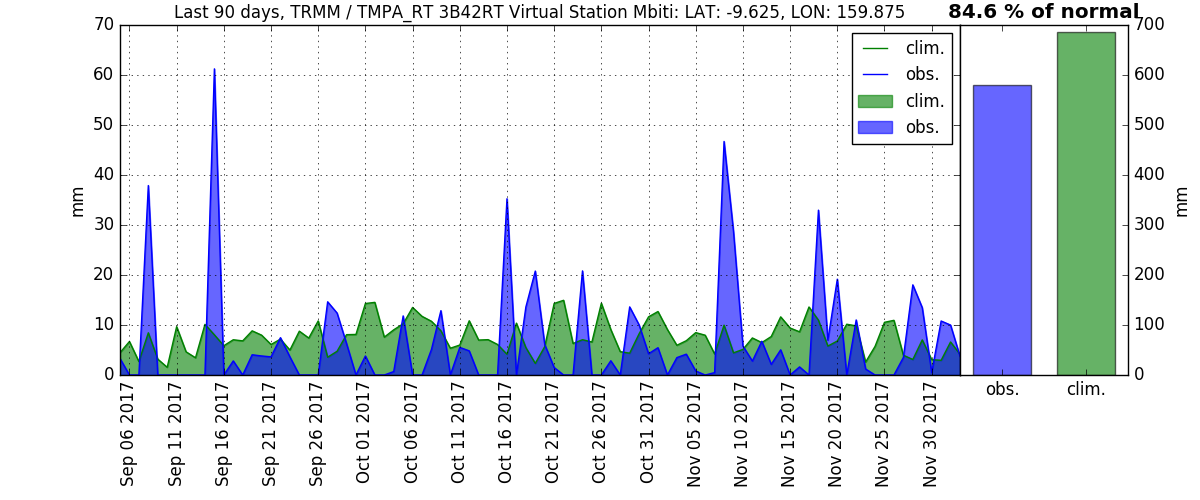 Last 90 days, TRMM / TMPA_RT 3B42RT Virtual Station Mbiti: LAT: -9.625, LON: 159.875
84.6 % of normal
70
60
50
40
30
20
10
0
mm
clim.
obs.
clim.
obs.
Sep 06 2017
Sep 11 2017
Sep 16 2017
Sep 21 2017
Sep 26 2017
Oct 01 2017
Oct 06 2017
Oct 11 2017
Oct 16 2017
Oct 21 2017
Oct 26 2017
Oct 31 2017
Nov 05 2017
Nov 10 2017
Nov 15 2017
Nov 20 2017
Nov 25 2017
Nov 30 2017
obs.
clim.
700
600
500
400
300
200
100
0
mm